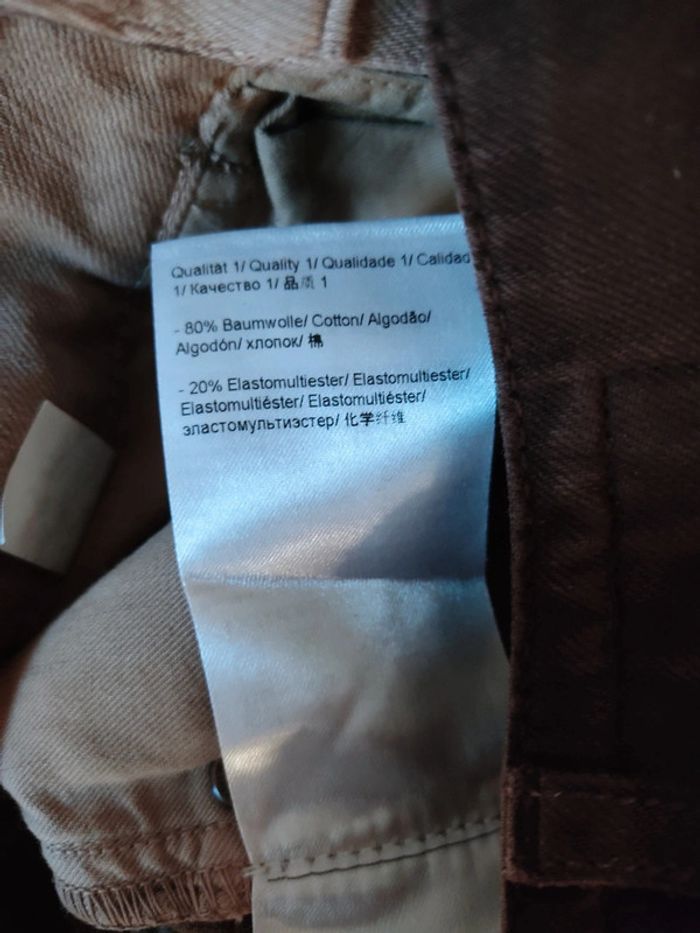 Qualität 1/ Quality 1/ Qualidade 1/ Calidad
1/ Качество 1/ 品质 1
- 80% Baumwolle/ Cotton/ Algodão/
Algodón/ хлопок/ 棉
- 20% Elastomultiester/ Elastomultiester/
Elastomultiéster/ Elastomultiéster/
эластомультиэстер/ 化学纤维